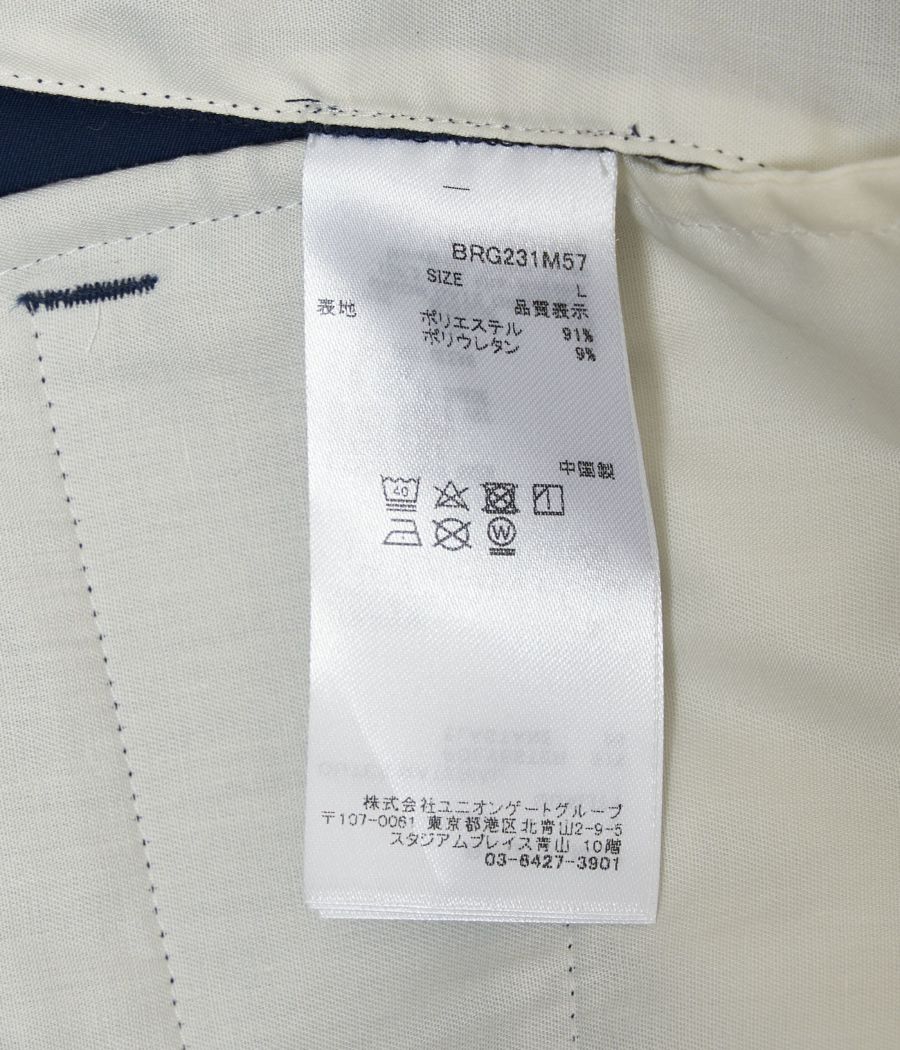 BRG231M57
SIZE L
表地 品質表示
ポリエステル 91%
ポリウレタン 9%
中国製
40
W
株式会社ユニオンゲートグループ
〒107-0061 東京都港区北青山2-9-5
スタジアムプレイス青山 10階
03-6427-3901